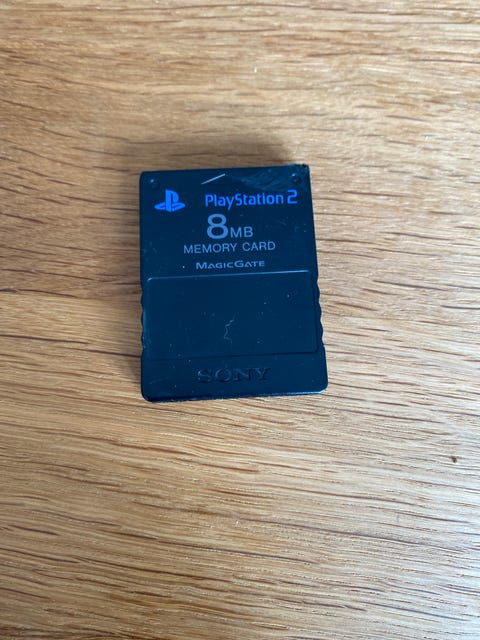 PlayStation 2
8MB
MEMORY CARD
MAGICGATE
SONY